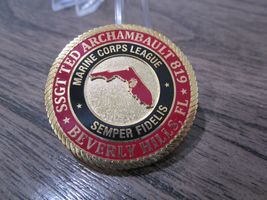 SSGT TED ARCHAMBAULT 819
MARINE CORPS LEAGUE
SEMPER FIDELIS
BEVERLY HILLS, FL